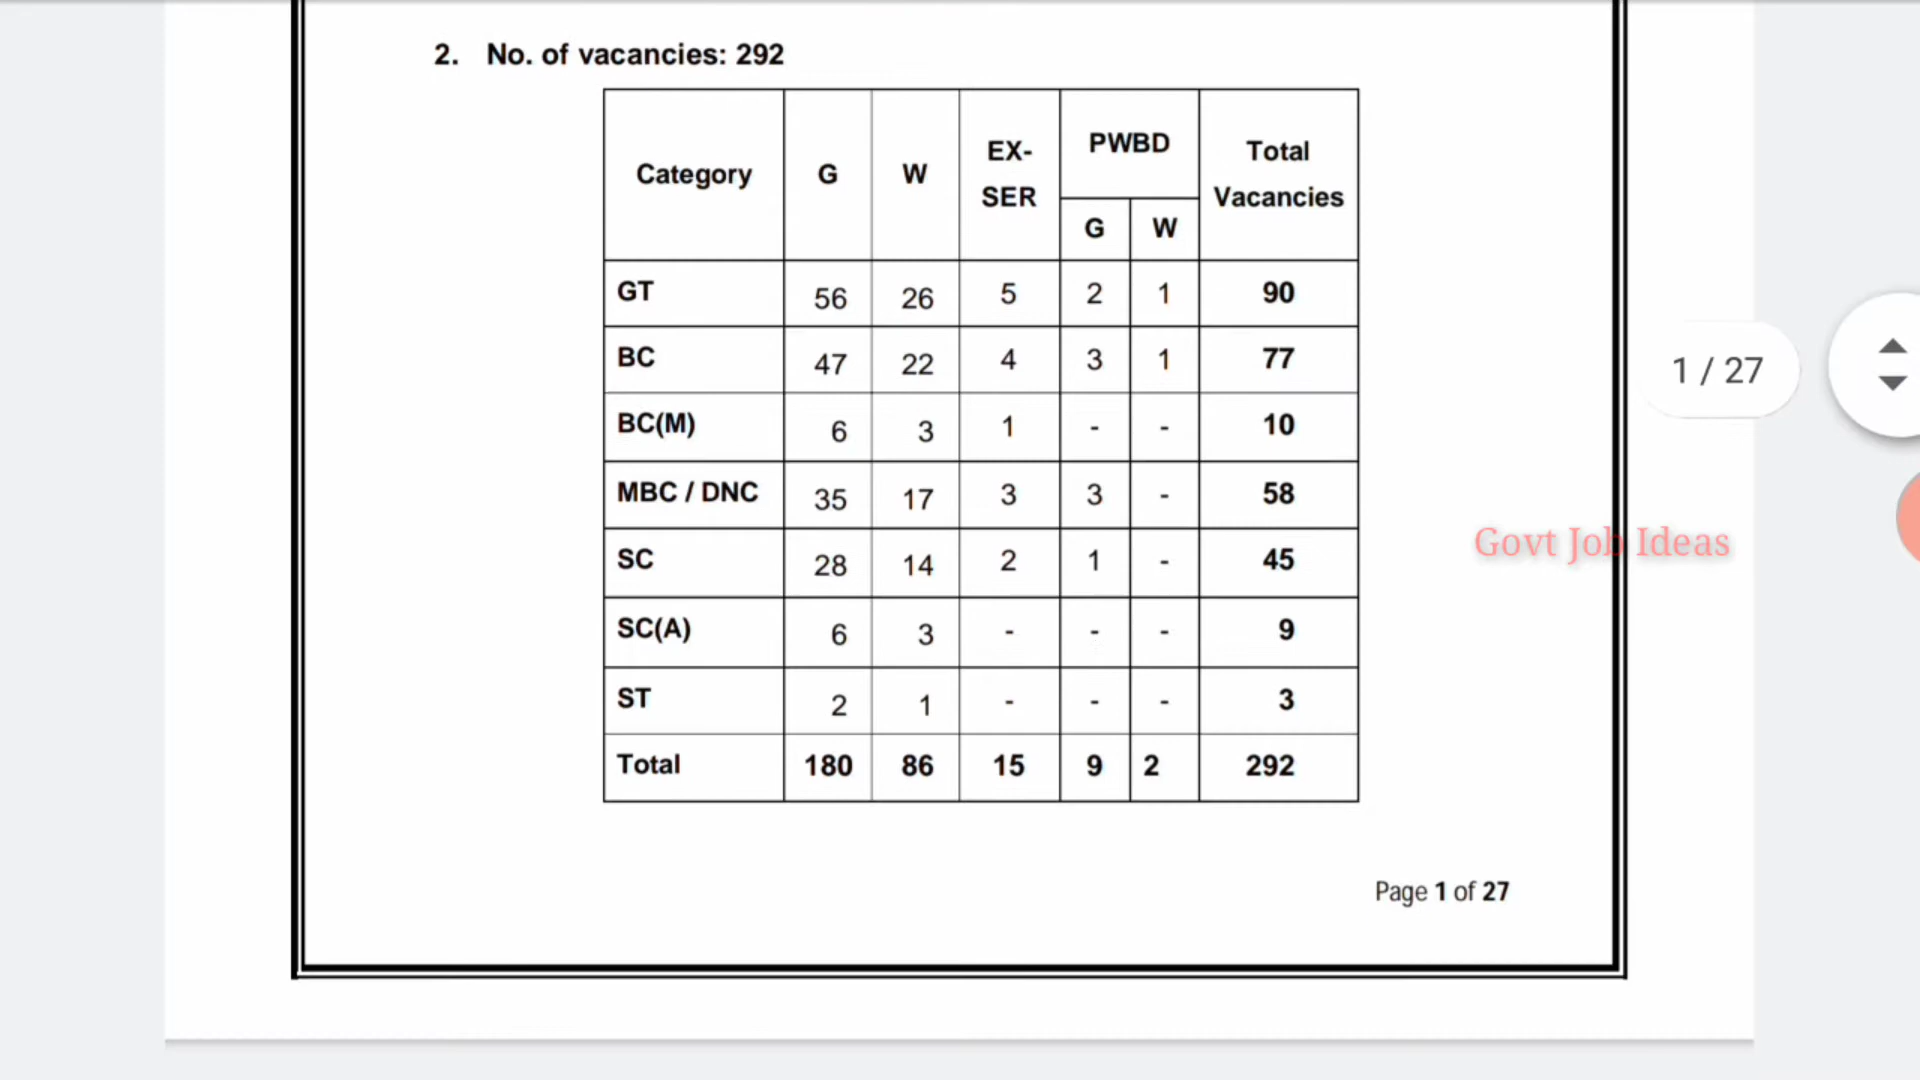 2. No. of vacancies: 292
Category G W EX-SER PWBD Total Vacancies
G W
GT 56 26 5 2 1 90
BC 47 22 4 3 1 77
BC(M) 6 3 1 - - 10
MBC / DNC 35 17 3 3 - 58
SC 28 14 2 1 - 45
SC(A) 6 3 - - - 9
ST 2 1 - - - 3
Total 180 86 15 9 2 292
1 / 27
Govt Job Ideas
Page 1 of 27